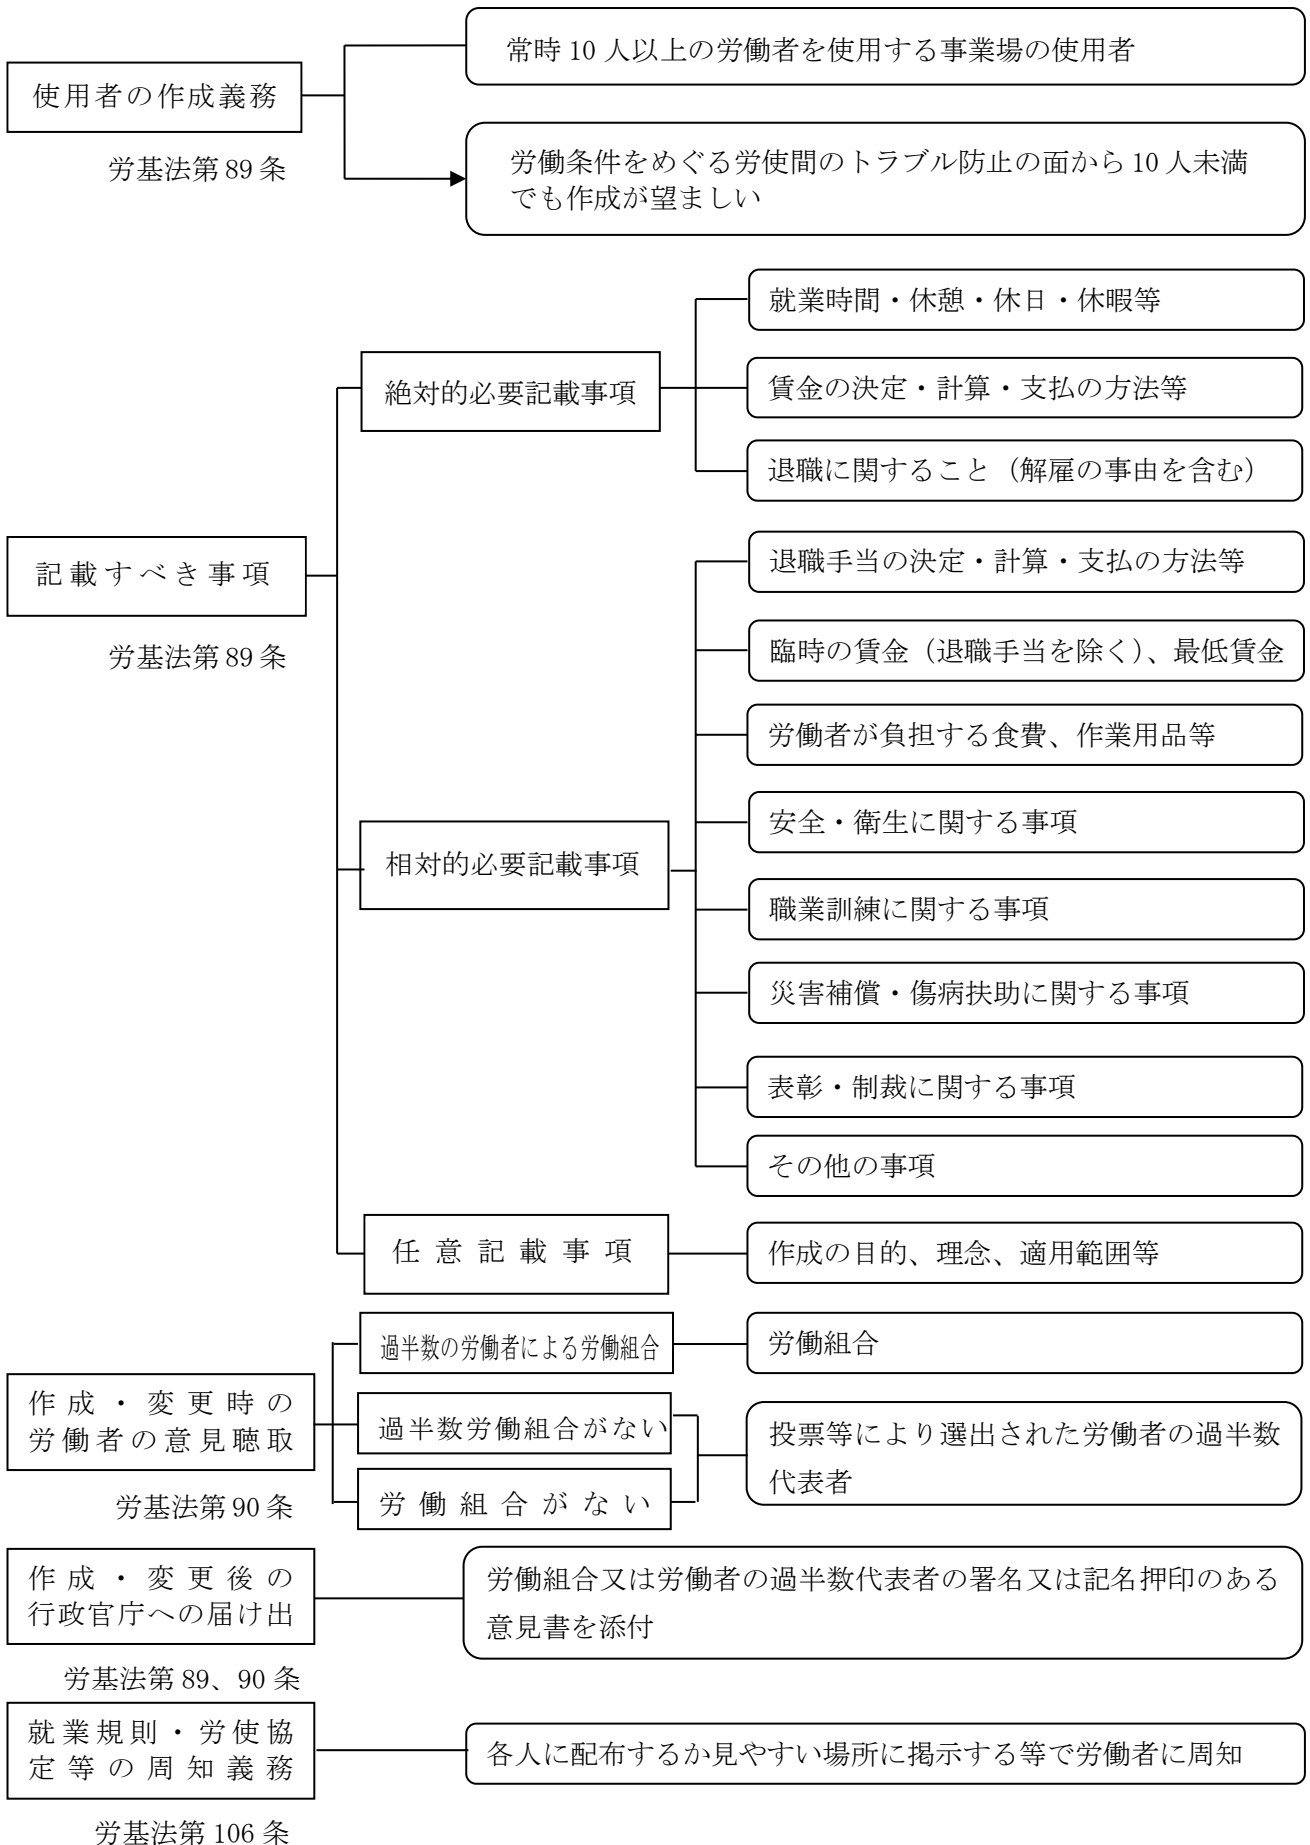 常時 10 人以上の労働者を使用する事業場の使用者
使用者の作成義務
労基法第 89 条
労働条件をめぐる労使間のトラブル防止の面から 10 人未満
でも作成が望ましい
就業時間・休憩・休日・休暇等
絶対的必要記載事項
賃金の決定・計算・支払の方法等
退職に関すること（解雇の事由を含む）
記載すべき事項
労基法第 89 条
退職手当の決定・計算・支払の方法等
臨時の賃金（退職手当を除く）、最低賃金
労働者が負担する食費、作業用品等
安全・衛生に関する事項
相対的必要記載事項
職業訓練に関する事項
災害補償・傷病扶助に関する事項
表彰・制裁に関する事項
その他の事項
任意記載事項
作成の目的、理念、適用範囲等
過半数の労働者による労働組合
労働組合
作成・変更時の
労働者の意見聴取
労基法第 90 条
過半数労働組合がない
労働組合がない
投票等により選出された労働者の過半数
代表者
作成・変更後の
行政官庁への届け出
労基法第 89、90 条
労働組合又は労働者の過半数代表者の署名又は記名押印のある
意見書を添付
就業規則・労使協
定等の周知義務
労基法第 106 条
各人に配布するか見やすい場所に掲示する等で労働者に周知